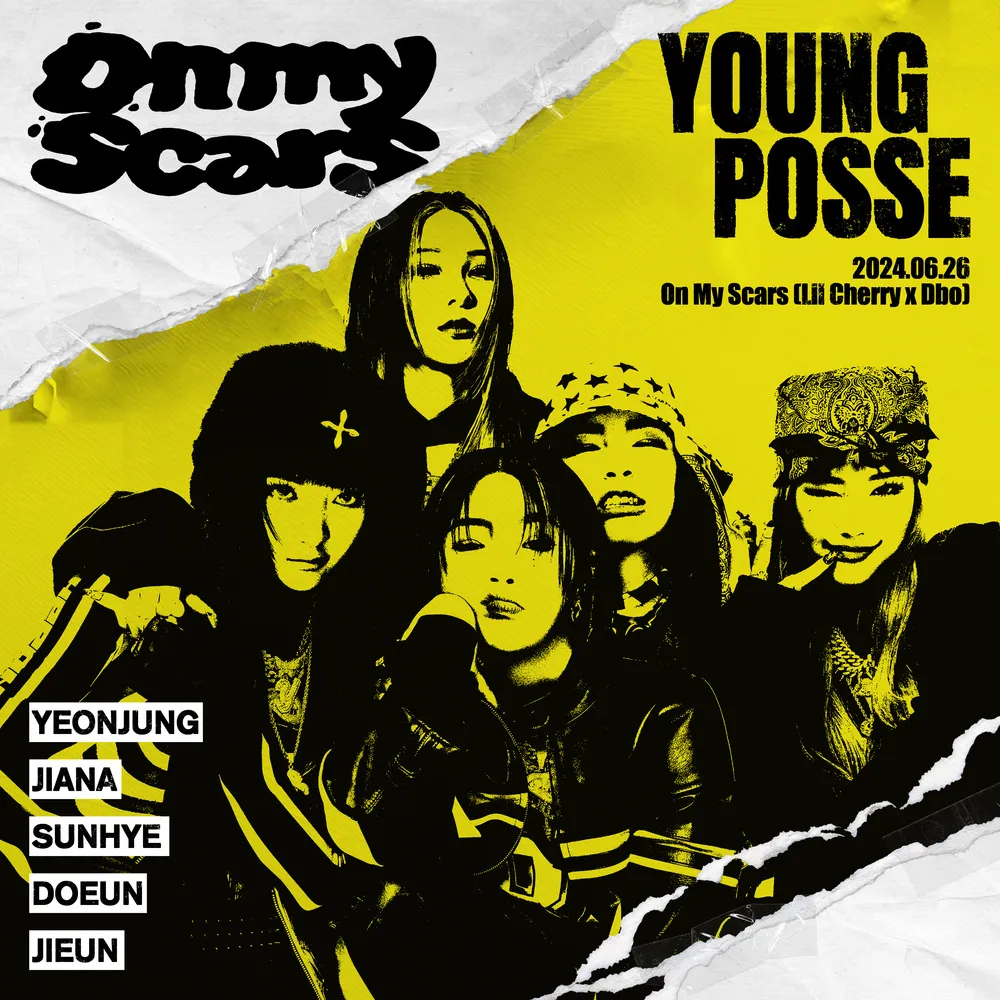 On my
Scars
YOUNG
POSSE
2024.06.26
On My Scars (Lil Cherry x Dbo)
YEONJUNG
JIANA
SUNHYE
DOEUN
JIEUN